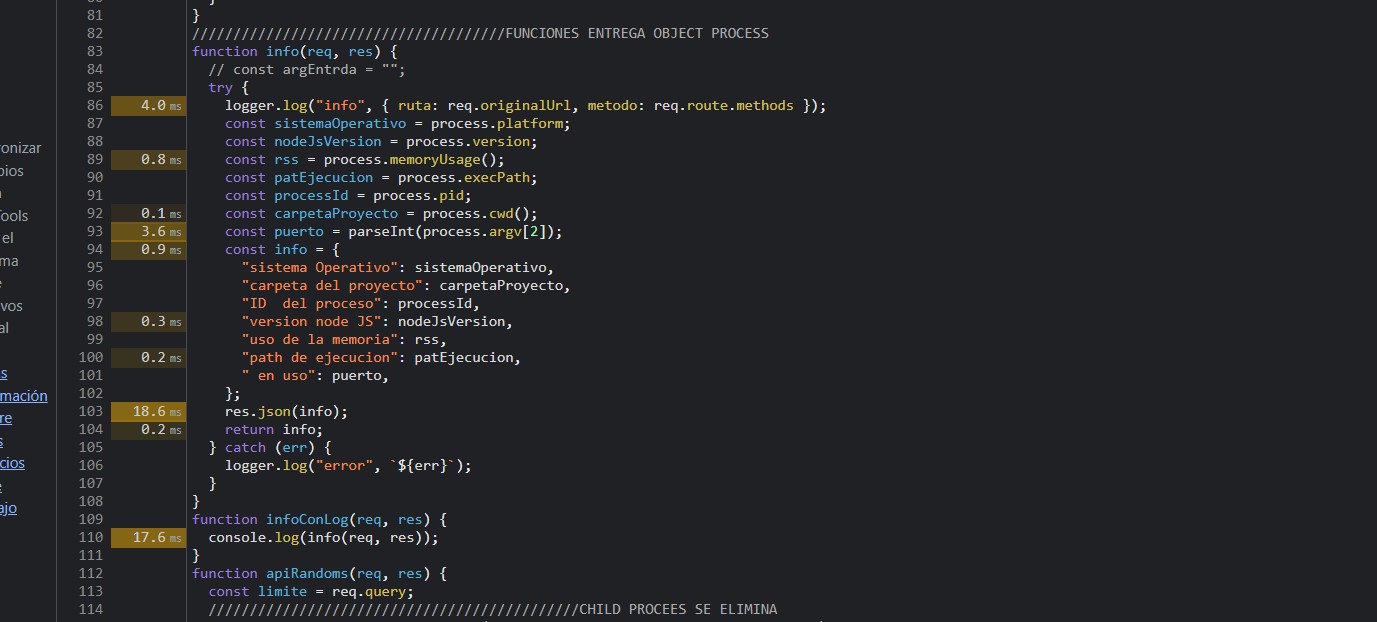 81 }
82 //////////////////////////////////////FUNCIONES ENTREGA OBJECT PROCESS
83 function info(req, res) {
84 // const argEntrda = "";
85 try {
86 4.0 ms logger.log("info", { ruta: req.originalUrl, metodo: req.route.methods });
87 const sistemaOperativo = process.platform;
88 const nodeJsVersion = process.version;
89 0.8 ms const rss = process.memoryUsage();
90 const patEjecucion = process.execPath;
91 const processId = process.pid;
92 0.1 ms const carpetaProyecto = process.cwd();
93 3.6 ms const puerto = parseInt(process.argv[2]);
94 0.9 ms const info = {
95 "sistema Operativo": sistemaOperativo,
96 "carpeta del proyecto": carpetaProyecto,
97 "ID  del proceso": processId,
98 0.3 ms "version node JS": nodeJsVersion,
99 "uso de la memoria": rss,
100 0.2 ms "path de ejecucion": patEjecucion,
101 " en uso": puerto,
102 };
103 18.6 ms res.json(info);
104 0.2 ms return info;
105 } catch (err) {
106 logger.log("error", `${err}`);
107 }
108 }
109 function infoConLog(req, res) {
110 17.6 ms console.log(info(req, res));
111 }
112 function apiRandoms(req, res) {
113 const limite = req.query;
114 /////////////////////////////////////////////CHILD PROCEES SE ELIMINA
ronizar
bios
Tools
el
ma
vos
al
s
mación
re
s
cios
e
ajo